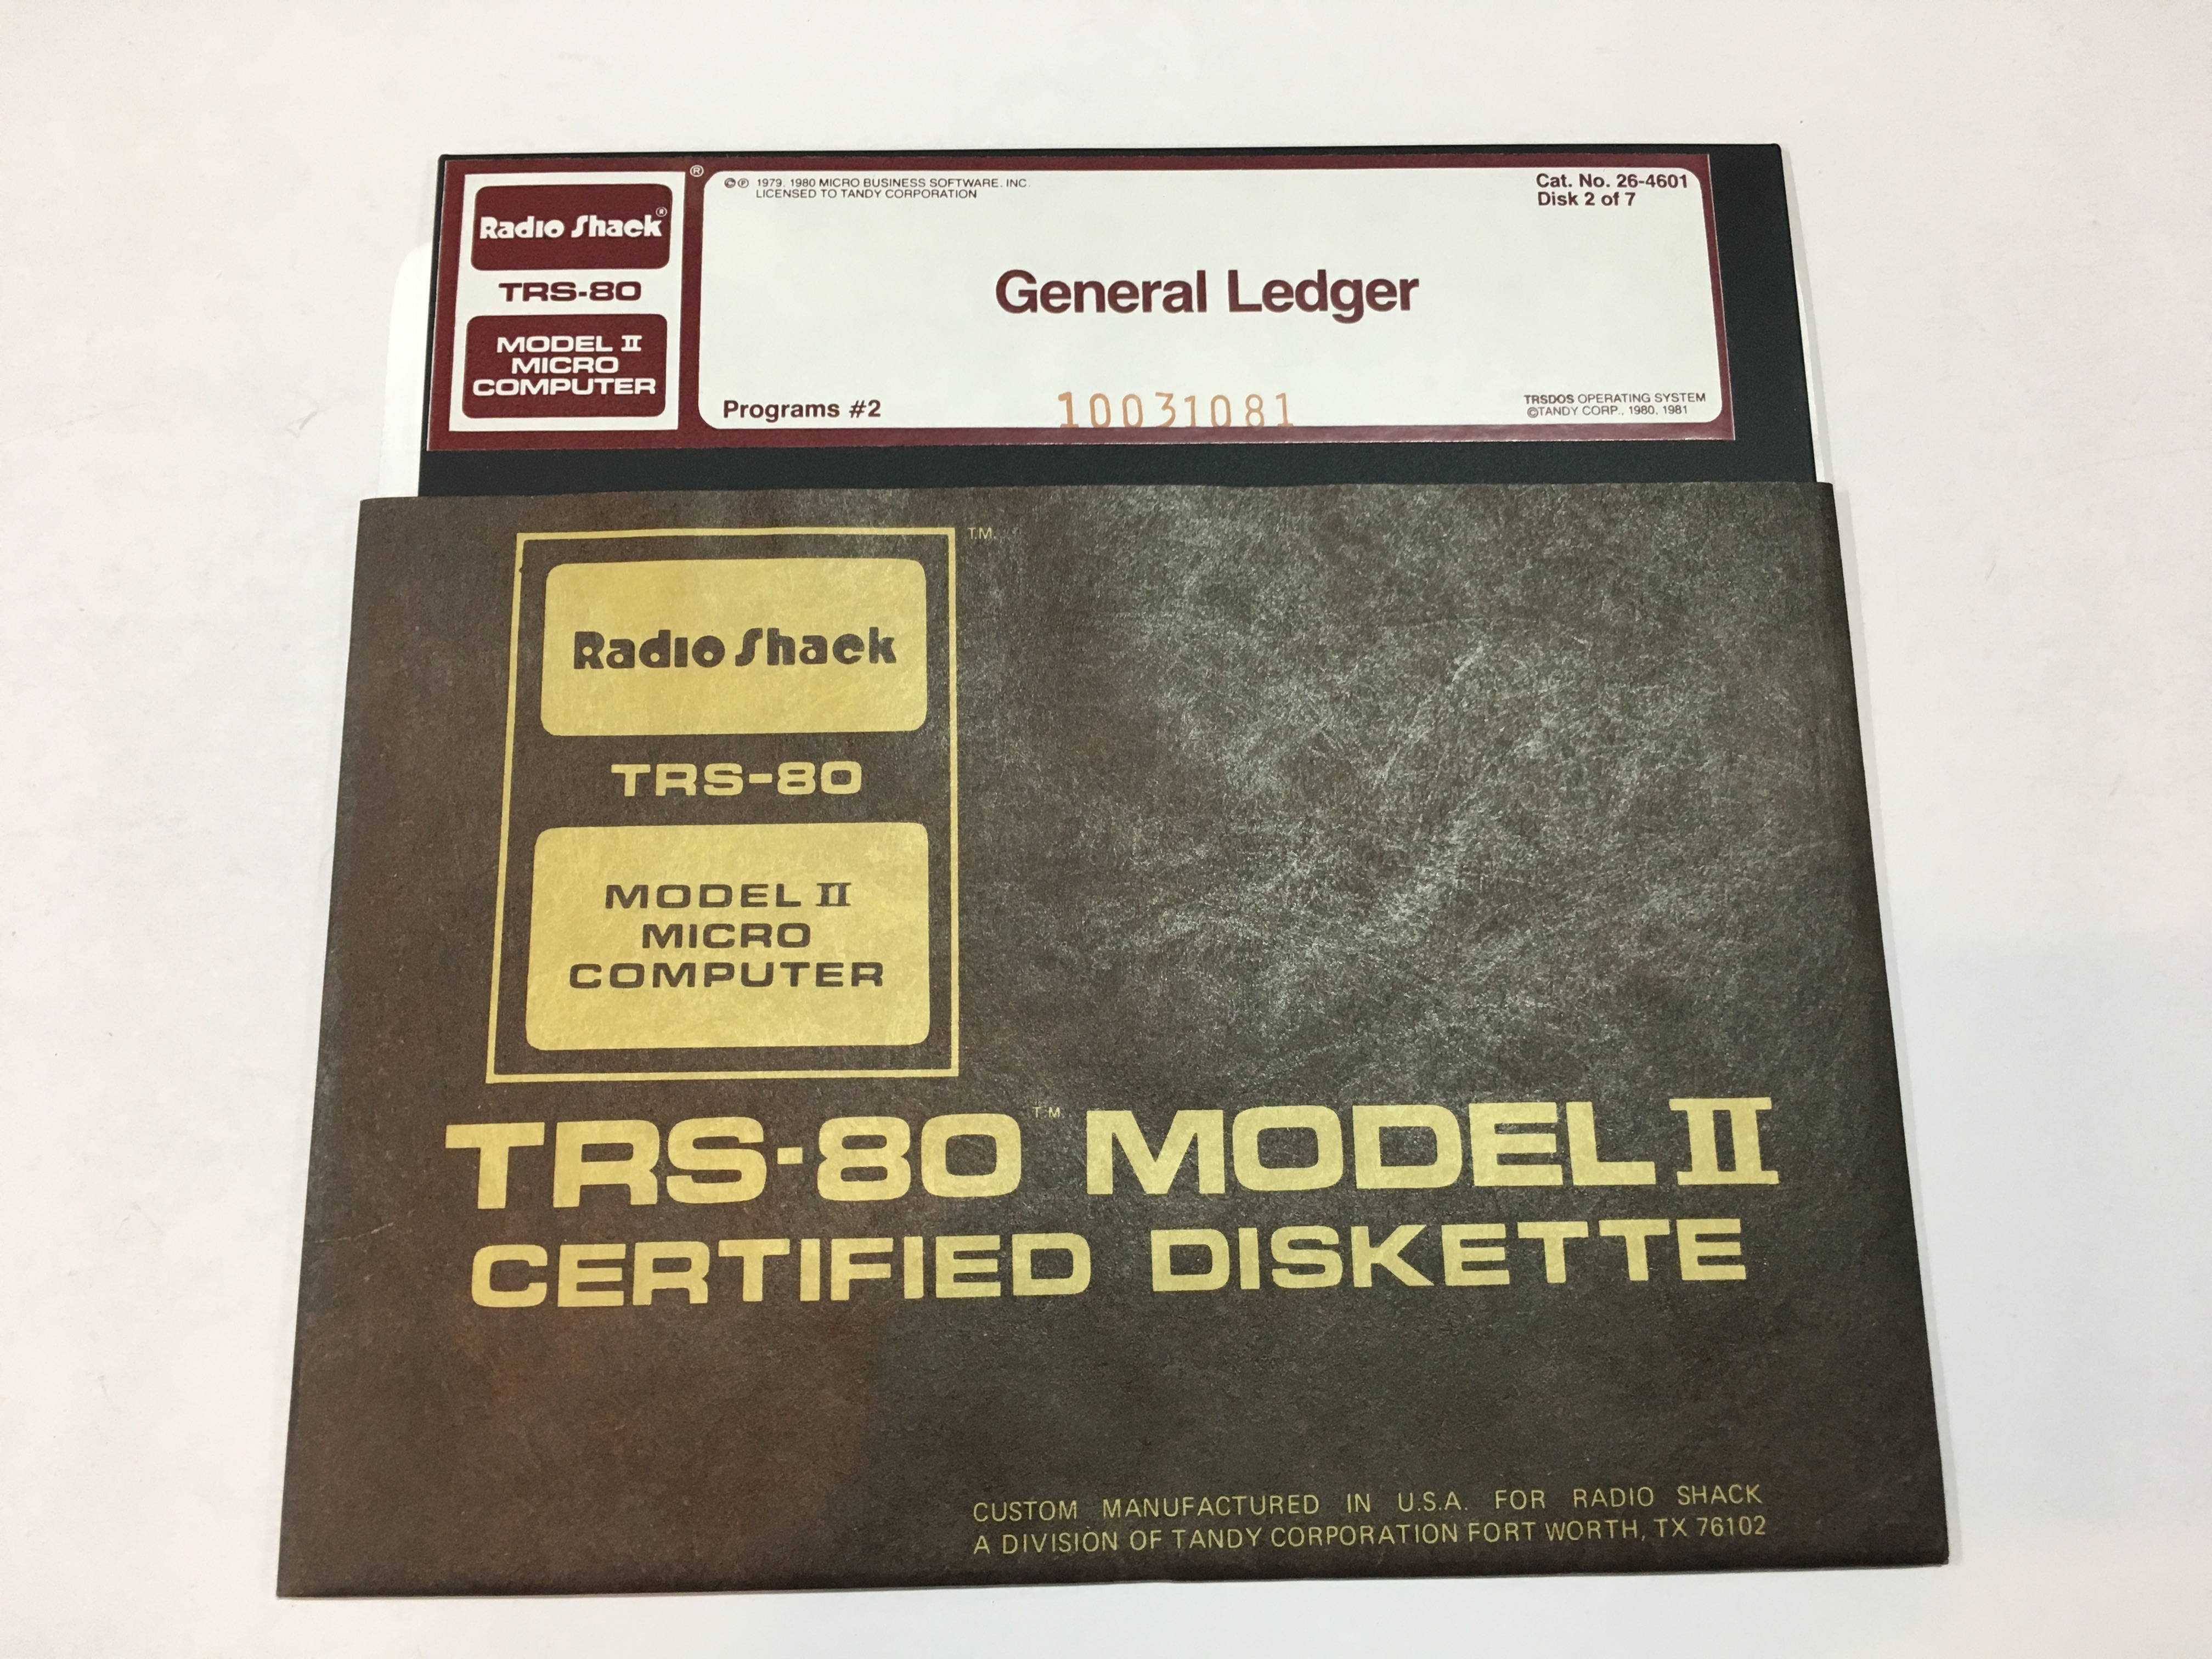 Radio Shack®
TRS-80
MODEL II
MICRO
COMPUTER
®
©℗ 1979, 1980 MICRO BUSINESS SOFTWARE, INC.
LICENSED TO TANDY CORPORATION
Cat. No. 26-4601
Disk 2 of 7
General Ledger
Programs #2
10031081
TRSDOS OPERATING SYSTEM
©TANDY CORP., 1980, 1981
T.M.
Radio Shack
TRS-80
MODEL II
MICRO
COMPUTER
TRS-80 T.M. MODEL II
CERTIFIED DISKETTE
CUSTOM MANUFACTURED IN U.S.A. FOR RADIO SHACK
A DIVISION OF TANDY CORPORATION FORT WORTH, TX 76102